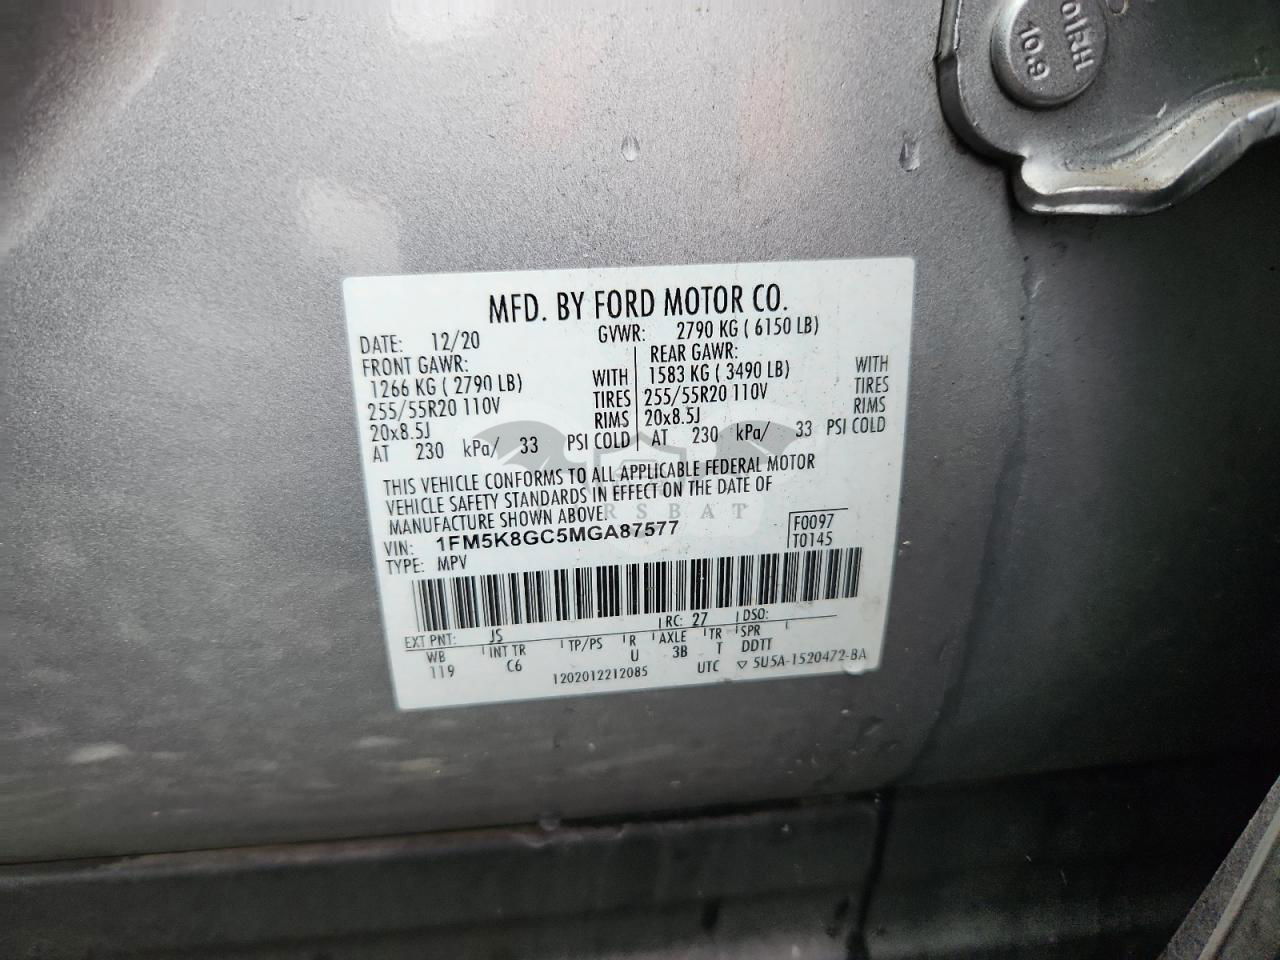 01RH
10.9
MFD. BY FORD MOTOR CO.
DATE: 12/20 GVWR: 2790 KG ( 6150 LB)
FRONT GAWR: REAR GAWR:
1266 KG ( 2790 LB) WITH 1583 KG ( 3490 LB) WITH
255/55R20 110V TIRES 255/55R20 110V TIRES
20x8.5J RIMS 20x8.5J RIMS
AT 230 kPa/ 33 PSI COLD AT 230 kPa/ 33 PSI COLD
THIS VEHICLE CONFORMS TO ALL APPLICABLE FEDERAL MOTOR
VEHICLE SAFETY STANDARDS IN EFFECT ON THE DATE OF
MANUFACTURE SHOWN ABOVE.
VIN: 1FM5K8GC5MGA87577 F0097
TYPE: MPV T0145
EXT PNT: JS RC: 27 DSO:
WB INT TR TP/PS R AXLE TR SPR
119 C6 U 3B T DDTT
1202012212085 UTC ▽ 5U5A-1520472-BA